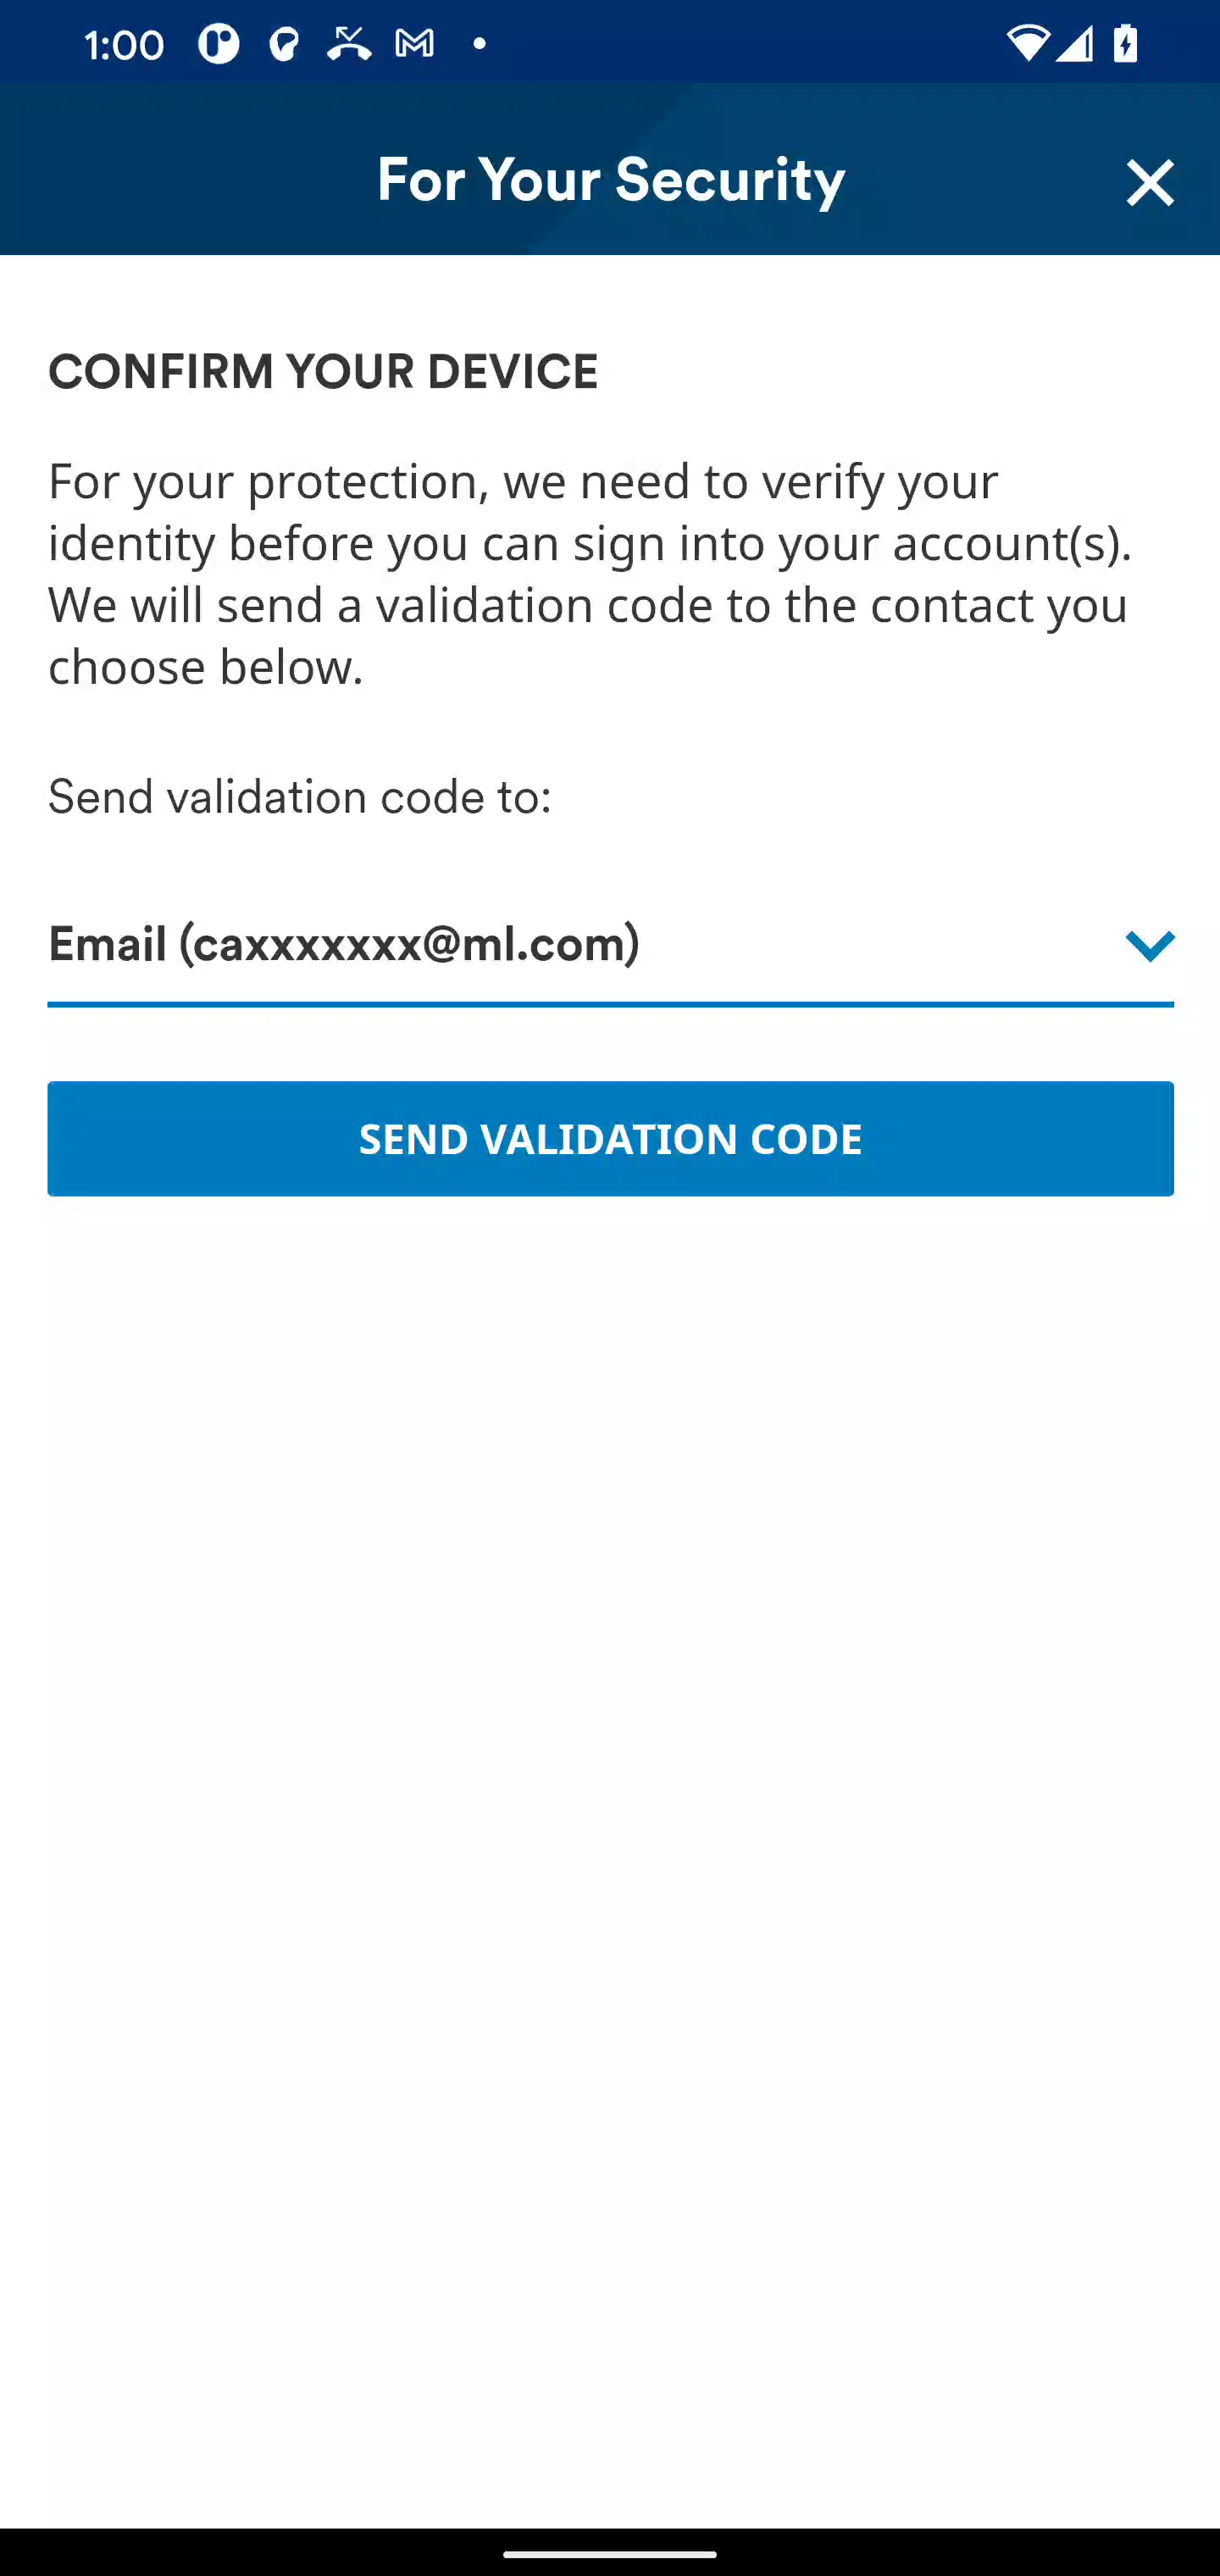 1:00
For Your Security
CONFIRM YOUR DEVICE
For your protection, we need to verify your
identity before you can sign into your account(s).
We will send a validation code to the contact you
choose below.
Send validation code to:
Email (caxxxxxxx@ml.com)
SEND VALIDATION CODE